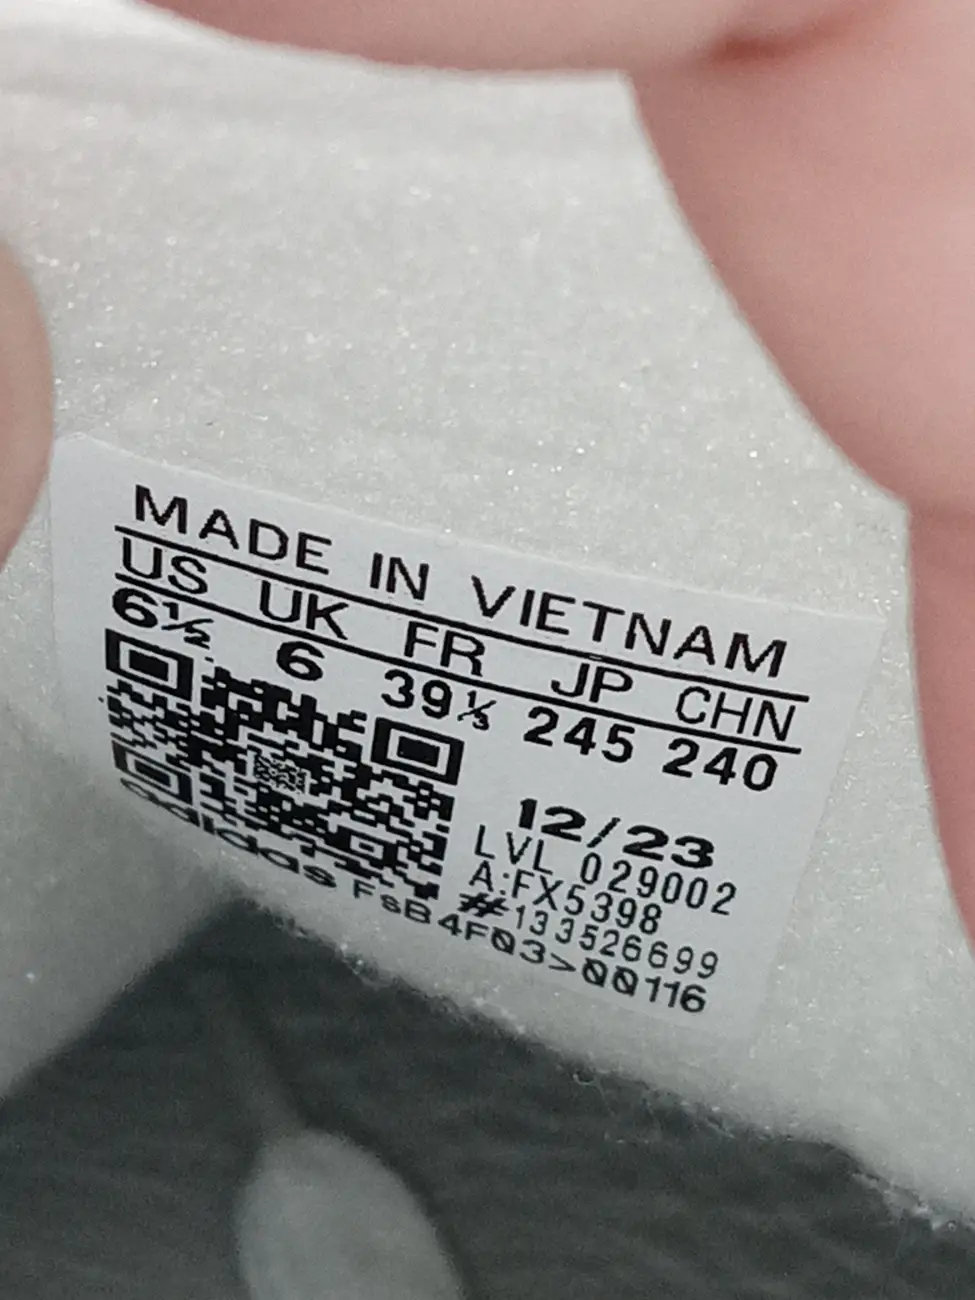 MADE IN VIETNAM
US UK FR JP CHN
6½ 6 39⅓ 245 240
12/23
LVL 029002
A:FX5398
#133526699
adidas FsB4F03>00116